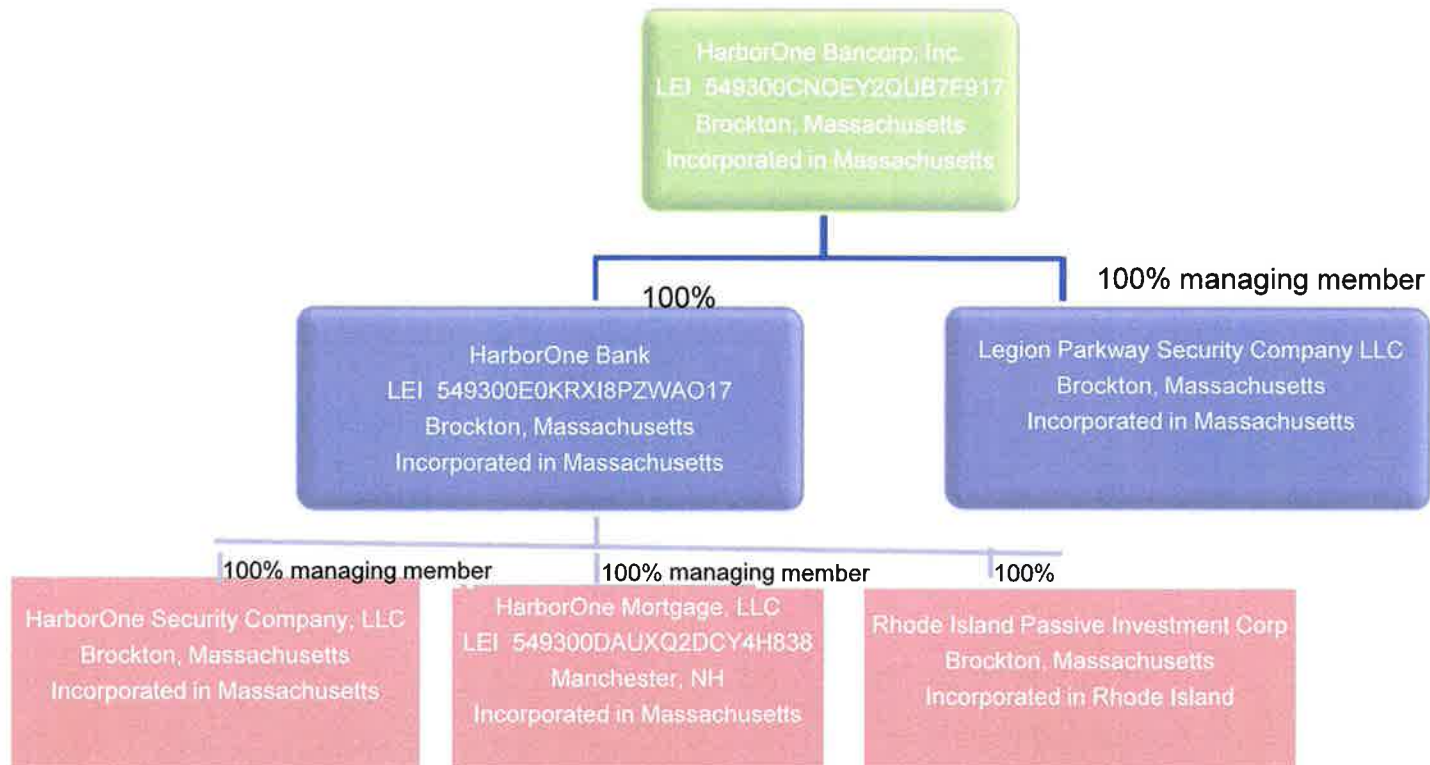 HarborOne Bancorp, Inc.
LEI 549300CNOEY2QUB7F917
Brockton, Massachusetts
Incorporated in Massachusetts
100%
100% managing member
HarborOne Bank
LEI 549300E0KRXI8PZWAO17
Brockton, Massachusetts
Incorporated in Massachusetts
Legion Parkway Security Company LLC
Brockton, Massachusetts
Incorporated in Massachusetts
100% managing member
100% managing member
100%
HarborOne Security Company, LLC
Brockton, Massachusetts
Incorporated in Massachusetts
HarborOne Mortgage, LLC
LEI 549300DAUXQ2DCY4H838
Manchester, NH
Incorporated in Massachusetts
Rhode Island Passive Investment Corp
Brockton, Massachusetts
Incorporated in Rhode Island